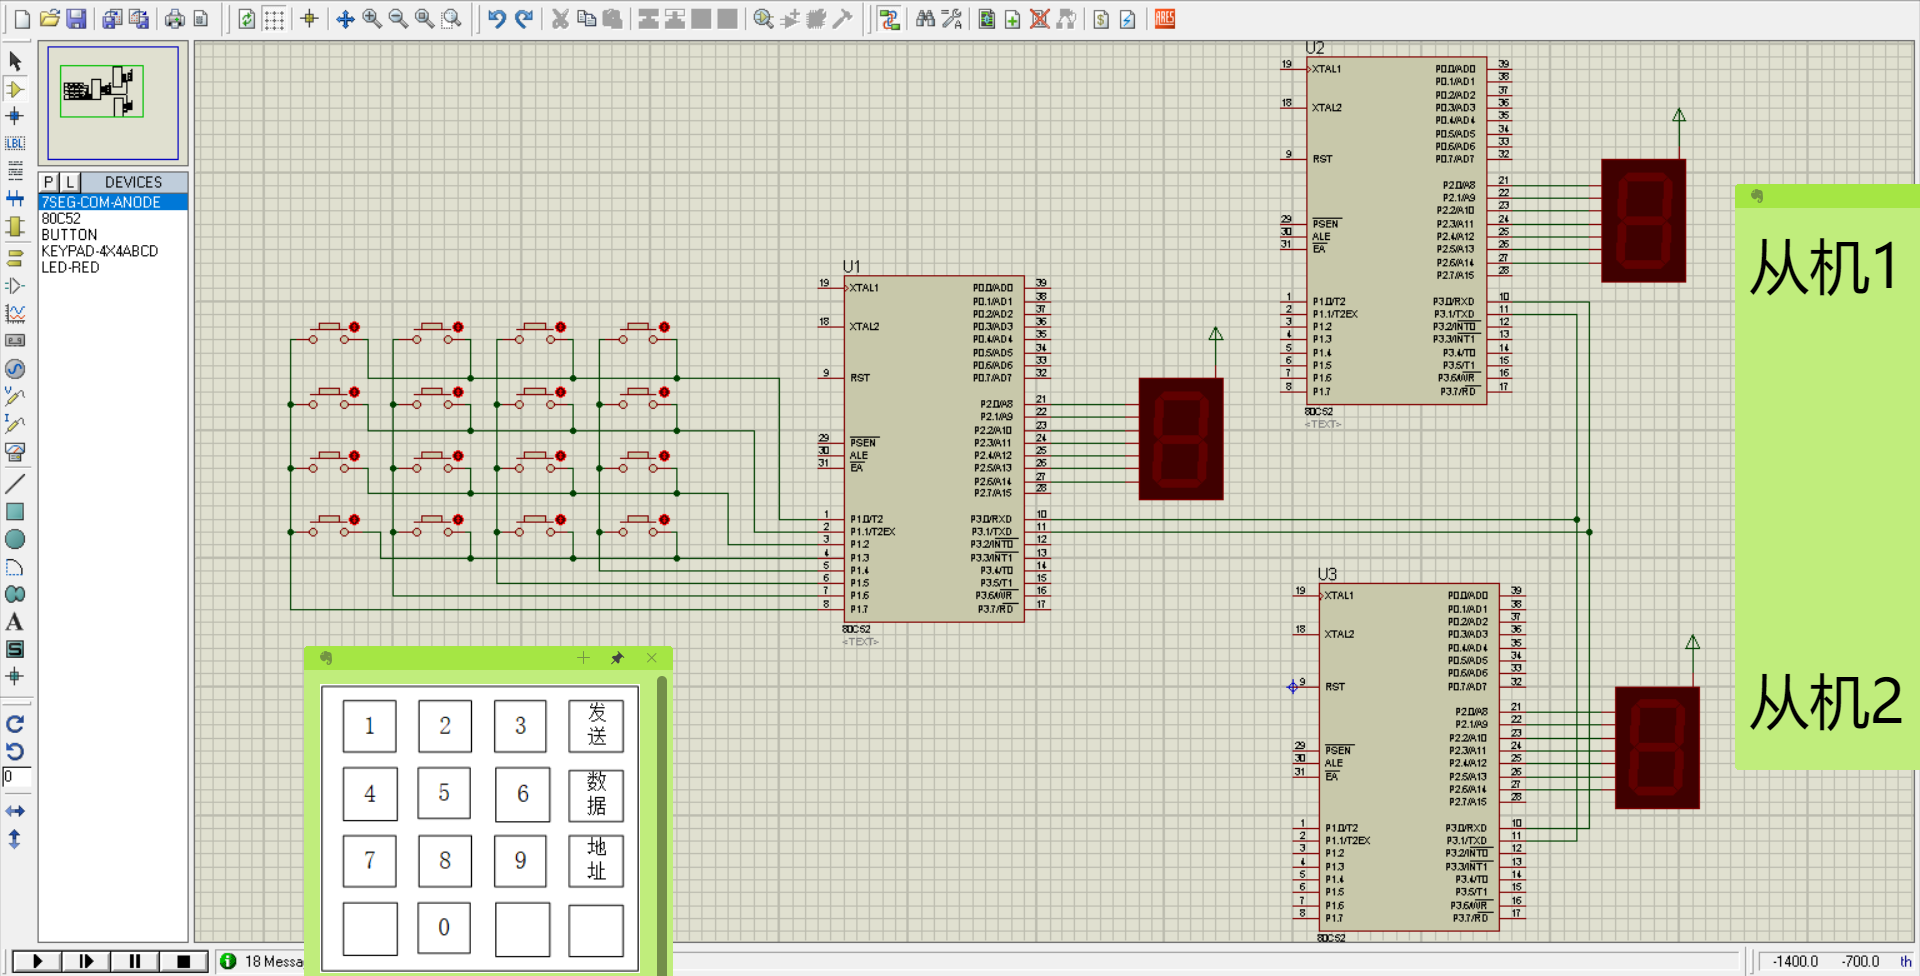 P L DEVICES
7SEG-COM-ANODE
80C52
BUTTON
KEYPAD-4X4ABCD
LED-RED
LBL
A
S
0
ARES
U1
19 XTAL1
18 XTAL2
9 RST
29 PSEN
30 ALE
31 EA
1 P1.0/T2
2 P1.1/T2EX
3 P1.2
4 P1.3
5 P1.4
6 P1.5
7 P1.6
8 P1.7
P0.0/AD0 39
P0.1/AD1 38
P0.2/AD2 37
P0.3/AD3 36
P0.4/AD4 35
P0.5/AD5 34
P0.6/AD6 33
P0.7/AD7 32
P2.0/A8 21
P2.1/A9 22
P2.2/A10 23
P2.3/A11 24
P2.4/A12 25
P2.5/A13 26
P2.6/A14 27
P2.7/A15 28
P3.0/RXD 10
P3.1/TXD 11
P3.2/INT0 12
P3.3/INT1 13
P3.4/T0 14
P3.5/T1 15
P3.6/WR 16
P3.7/RD 17
80C52
<TEXT>
U2
19 XTAL1
18 XTAL2
9 RST
29 PSEN
30 ALE
31 EA
1 P1.0/T2
2 P1.1/T2EX
3 P1.2
4 P1.3
5 P1.4
6 P1.5
7 P1.6
8 P1.7
P0.0/AD0 39
P0.1/AD1 38
P0.2/AD2 37
P0.3/AD3 36
P0.4/AD4 35
P0.5/AD5 34
P0.6/AD6 33
P0.7/AD7 32
P2.0/A8 21
P2.1/A9 22
P2.2/A10 23
P2.3/A11 24
P2.4/A12 25
P2.5/A13 26
P2.6/A14 27
P2.7/A15 28
P3.0/RXD 10
P3.1/TXD 11
P3.2/INT0 12
P3.3/INT1 13
P3.4/T0 14
P3.5/T1 15
P3.6/WR 16
P3.7/RD 17
80C52
<TEXT>
从机1
U3
19 XTAL1
18 XTAL2
9 RST
29 PSEN
30 ALE
31 EA
1 P1.0/T2
2 P1.1/T2EX
3 P1.2
4 P1.3
5 P1.4
6 P1.5
7 P1.6
8 P1.7
P0.0/AD0 39
P0.1/AD1 38
P0.2/AD2 37
P0.3/AD3 36
P0.4/AD4 35
P0.5/AD5 34
P0.6/AD6 33
P0.7/AD7 32
P2.0/A8 21
P2.1/A9 22
P2.2/A10 23
P2.3/A11 24
P2.4/A12 25
P2.5/A13 26
P2.6/A14 27
P2.7/A15 28
P3.0/RXD 10
P3.1/TXD 11
P3.2/INT0 12
P3.3/INT1 13
P3.4/T0 14
P3.5/T1 15
P3.6/WR 16
P3.7/RD 17
80C52
从机2
1 2 3 发送
4 5 6 数据
7 8 9 地址
0
18 Messa
-1400.0 -700.0 th